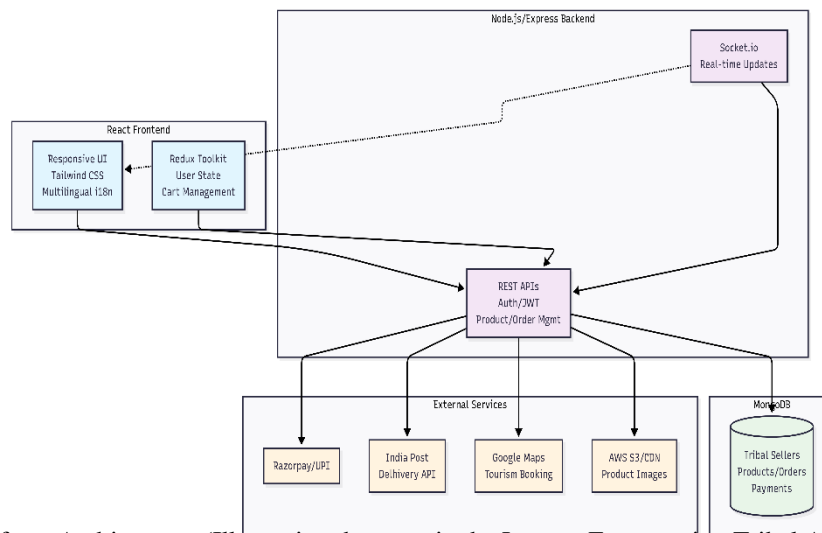 Node.js/Express Backend
Socket.io
Real-time Updates
React Frontend
Responsive UI
Tailwind CSS
Multilingual i18n
Redux Toolkit
User State
Cart Management
REST APIs
Auth/JWT
Product/Order Mgmt
External Services
Razorpay/UPI
India Post
Delhivery API
Google Maps
Tourism Booking
AWS S3/CDN
Product Images
MongoDB
Tribal Sellers
Products/Orders
Payments